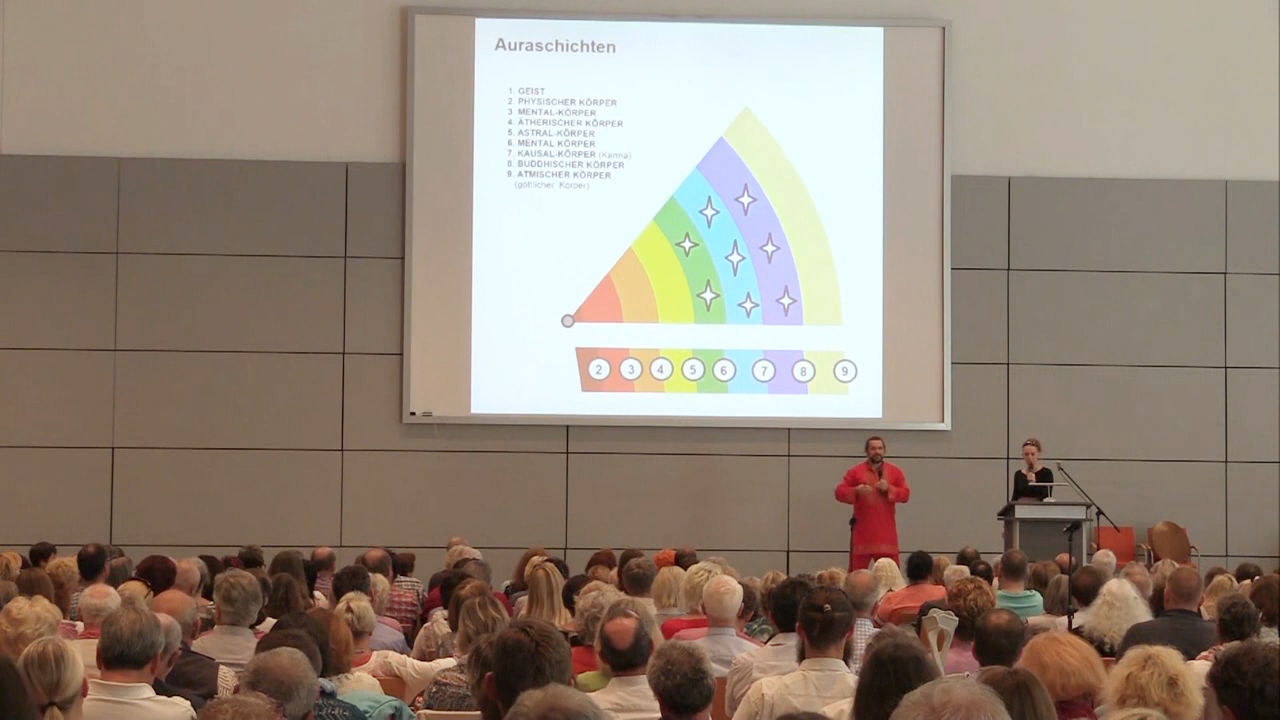 Auraschichten
1. GEIST
2. PHYSISCHER KÖRPER
3. MENTAL-KÖRPER
4. ÄTHERISCHER KÖRPER
5. ASTRAL-KÖRPER
6. MENTAL KÖRPER
7. KAUSAL-KÖRPER (Karma)
8. BUDDHISCHER KÖRPER
9. ATMISCHER KÖRPER
(göttlicher Körper)
2 3 4 5 6 7 8 9